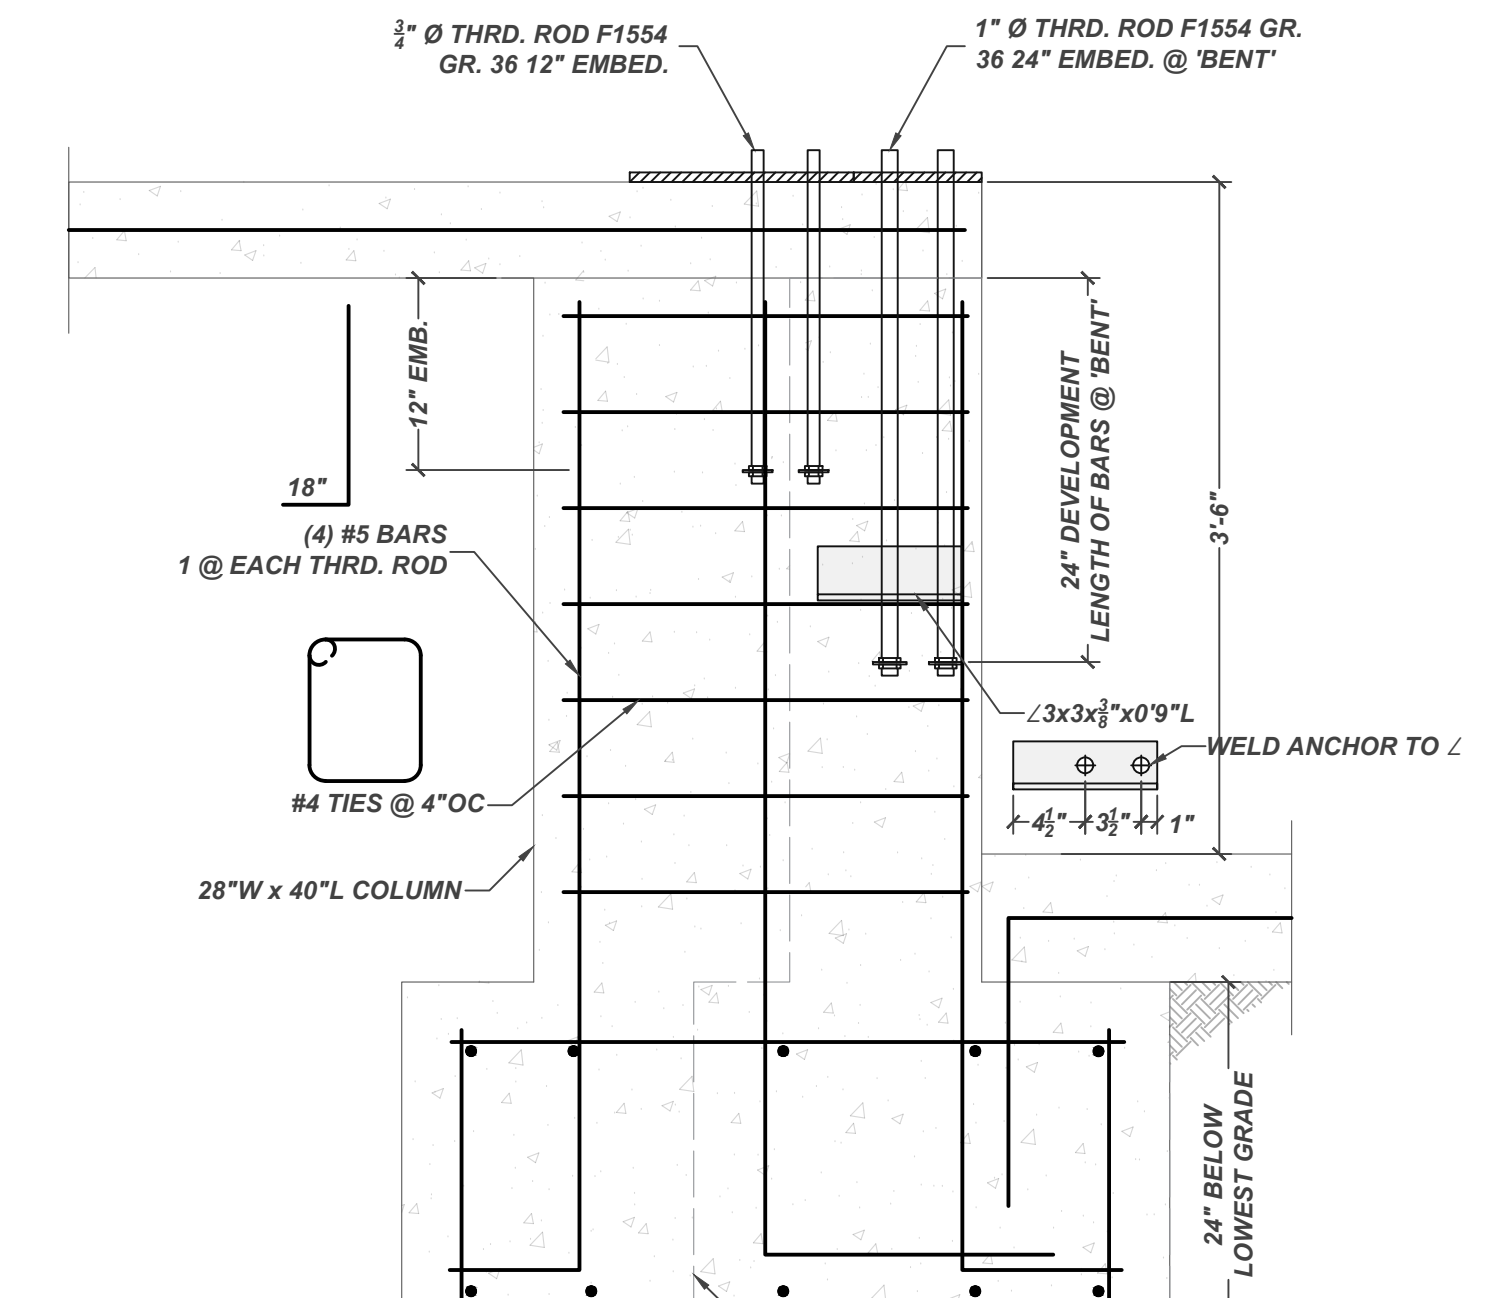 3/4" Ø THRD. ROD F1554
GR. 36 12" EMBED.
1" Ø THRD. ROD F1554 GR.
36 24" EMBED. @ 'BENT'
12" EMB.
24" DEVELOPMENT
LENGTH OF BARS @ 'BENT'
3'-6"
18"
(4) #5 BARS
1 @ EACH THRD. ROD
∠3x3x3/8"x0'9"L
WELD ANCHOR TO ∠
#4 TIES @ 4"OC
4 1/2"
3 1/2"
1"
28"W x 40"L COLUMN
24" BELOW
LOWEST GRADE